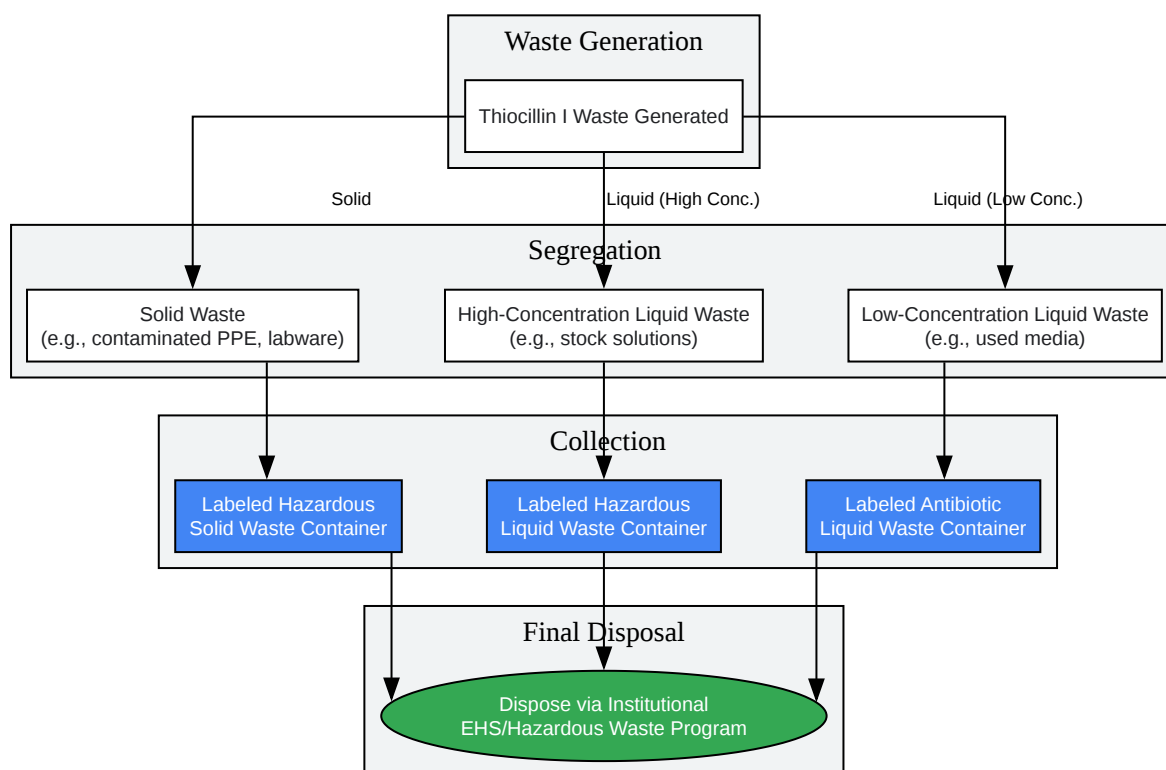 Waste Generation
Thiocillin I Waste Generated
Solid
Liquid (High Conc.)
Liquid (Low Conc.)
Segregation
Solid Waste
(e.g., contaminated PPE, labware)
High-Concentration Liquid Waste
(e.g., stock solutions)
Low-Concentration Liquid Waste
(e.g., used media)
Collection
Labeled Hazardous
Solid Waste Container
Labeled Hazardous
Liquid Waste Container
Labeled Antibiotic
Liquid Waste Container
Final Disposal
Dispose via Institutional
EHS/Hazardous Waste Program